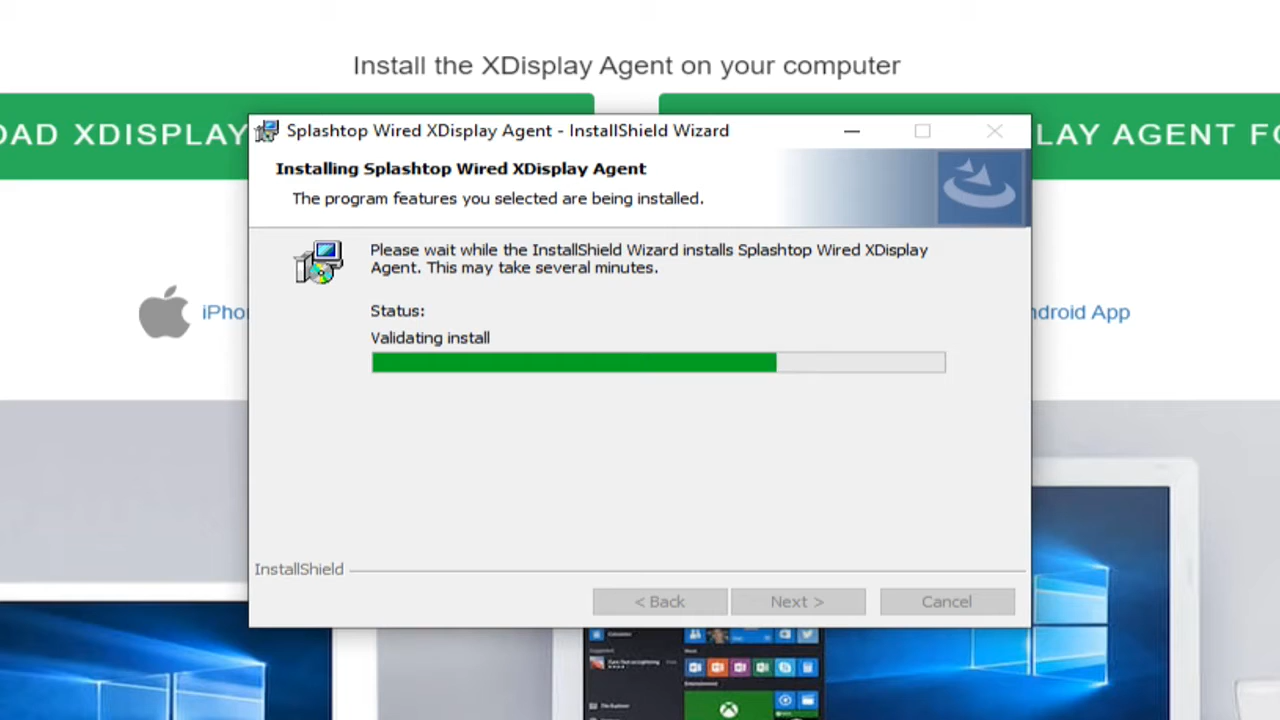 Install the XDisplay Agent on your computer
OAD XDISPLAY
LAY AGENT FO
Splashtop Wired XDisplay Agent - InstallShield Wizard
Installing Splashtop Wired XDisplay Agent
The program features you selected are being installed.
Please wait while the InstallShield Wizard installs Splashtop Wired XDisplay
Agent. This may take several minutes.
Status:
Validating install
iPho
ndroid App
InstallShield
< Back
Next >
Cancel
File Explorer